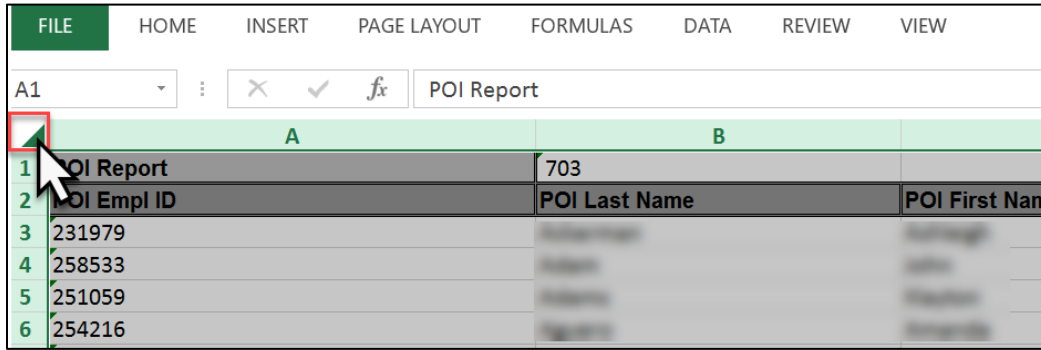 FILE HOME INSERT PAGE LAYOUT FORMULAS DATA REVIEW VIEW
A1 fx POI Report
A B
1 POI Report 703
2 POI Empl ID POI Last Name POI First Nam
3 231979
4 258533
5 251059
6 254216